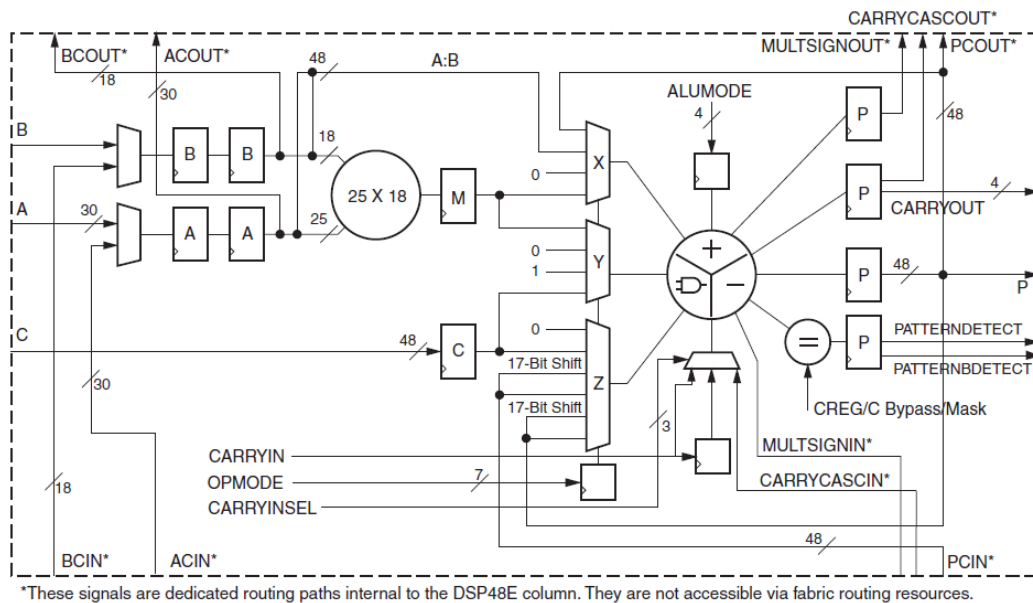 CARRYCASCOUT*
BCOUT* ACOUT* MULTSIGNOUT* PCOUT*
48 A:B
18
30 ALUMODE
4 P 48
B
18 X
B B
0
25 X 18 M P 4
A 30 CARRYOUT
25
A A
0 Y + P 48
1 − P
C 48 C 0 = P PATTERNDETECT
17-Bit Shift PATTERNBDETECT
30 Z
17-Bit Shift CREG/C Bypass/Mask
3
CARRYIN MULTSIGNIN*
18 OPMODE 7 CARRYCASCIN*
CARRYINSEL
48
BCIN* ACIN* PCIN*
*These signals are dedicated routing paths internal to the DSP48E column. They are not accessible via fabric routing resources.